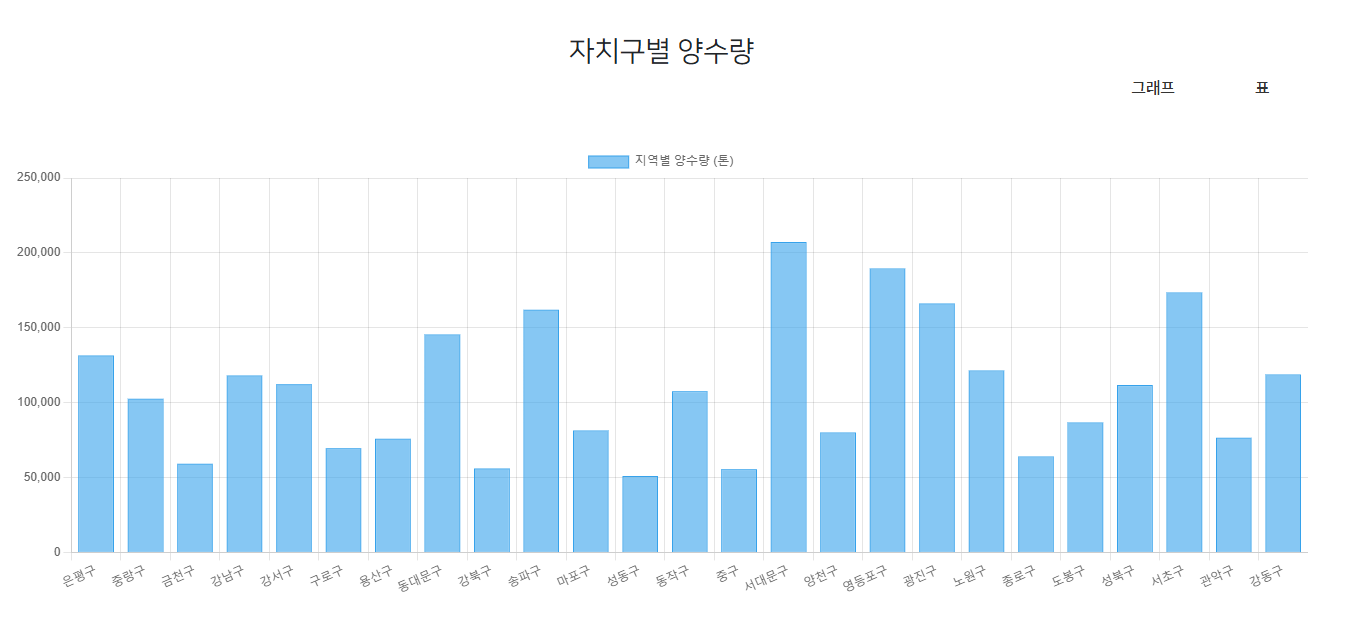 자치구별 양수량
그래프 표
지역별 양수량 (톤)
250,000
200,000
150,000
100,000
50,000
0
은평구 중랑구 금천구 강남구 강서구 구로구 용산구 동대문구 강북구 송파구 마포구 성동구 동작구 중구 서대문구 양천구 영등포구 광진구 노원구 종로구 도봉구 성북구 서초구 관악구 강동구